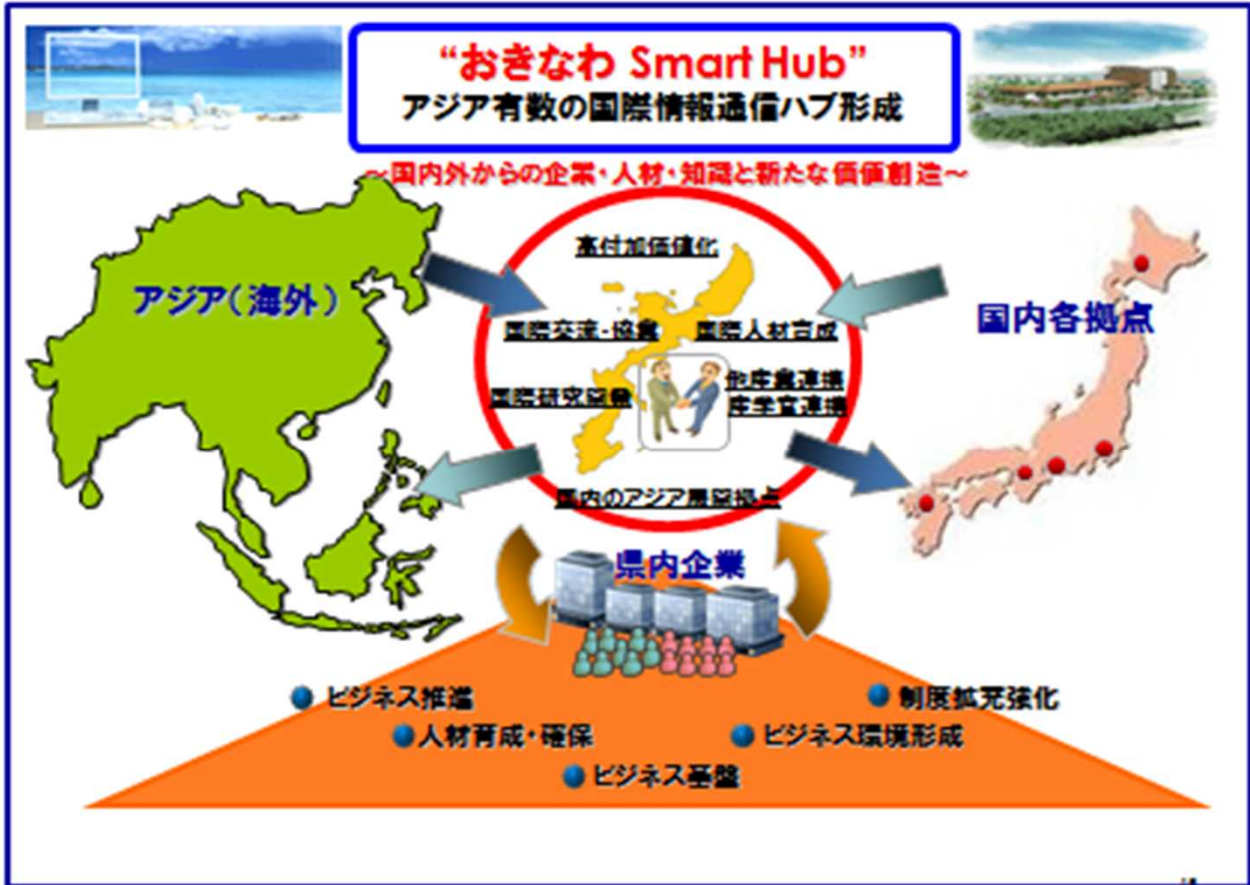 “おきなわ Smart Hub”
アジア有数の国際情報通信ハブ形成
～国内外からの企業・人材・知識と新たな価値創造～
高付加価値化
アジア（海外）
国内各拠点
国際交流・協業
国際人材育成
他産業連携
産学官連携
国際研究開発
国内のアジア展開拠点
県内企業
ビジネス推進
制度拡充強化
人材育成・確保
ビジネス環境形成
ビジネス基盤